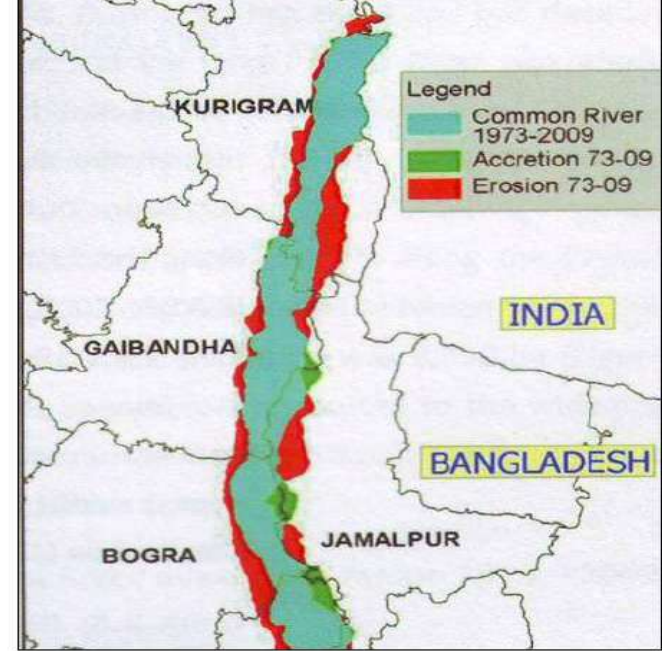 KURIGRAM
Legend
Common River
1973-2009
Accretion 73-09
Erosion 73-09
INDIA
GAIBANDHA
BANGLADESH
JAMALPUR
BOGRA